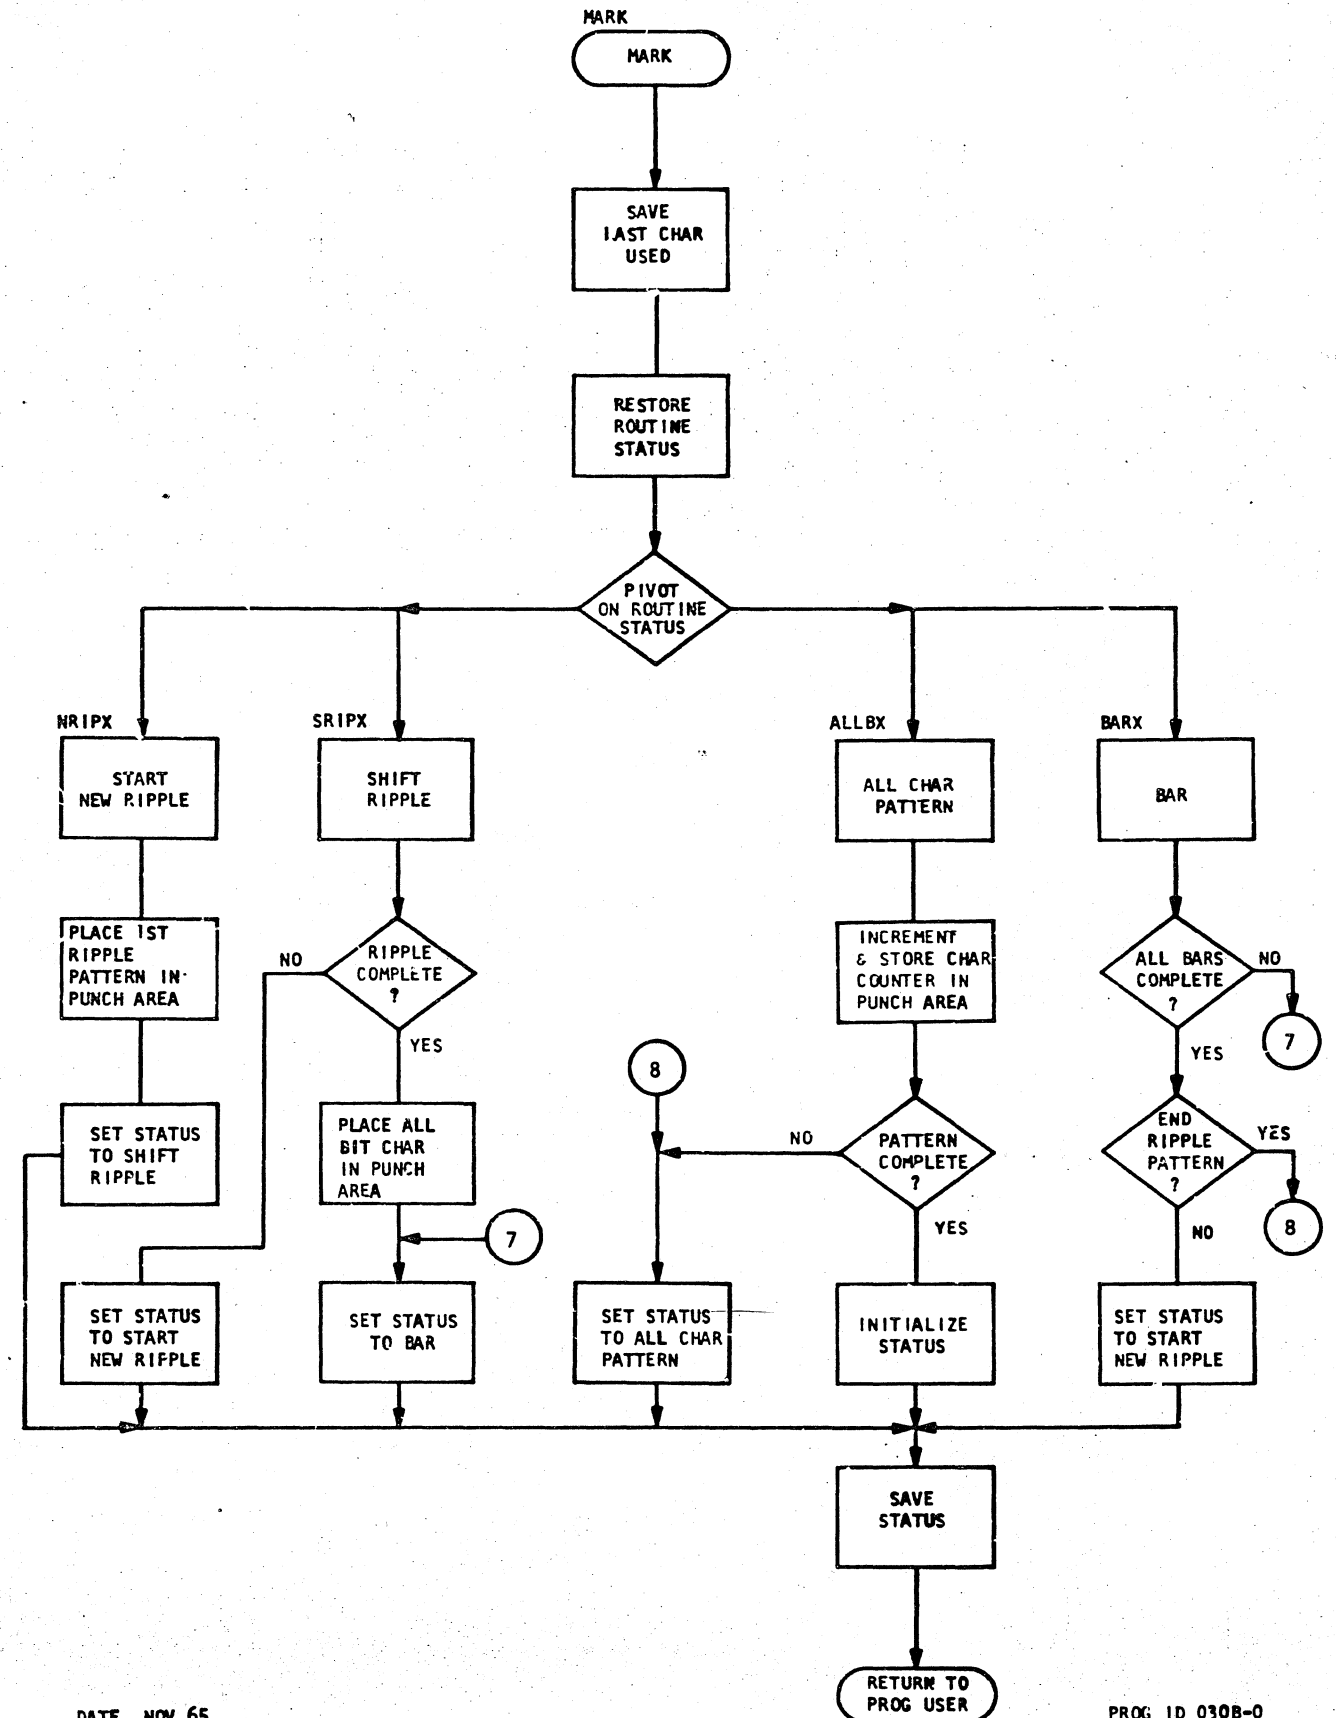 MARK
MARK
SAVE
LAST CHAR
USED
RESTORE
ROUTINE
STATUS
PIVOT
ON ROUTINE
STATUS
NRIPX
START
NEW RIPPLE
SRIPX
SHIFT
RIPPLE
ALLBX
ALL CHAR
PATTERN
BARX
BAR
PLACE 1ST
RIPPLE
PATTERN IN
PUNCH AREA
NO
RIPPLE
COMPLETE
?
YES
INCREMENT
& STORE CHAR
COUNTER IN
PUNCH AREA
ALL BARS
COMPLETE
?
NO
7
YES
8
SET STATUS
TO SHIFT
RIPPLE
PLACE ALL
BIT CHAR
IN PUNCH
AREA
NO
PATTERN
COMPLETE
?
YES
END
RIPPLE
PATTERN
?
YES
8
NO
7
SET STATUS
TO START
NEW RIPPLE
SET STATUS
TO BAR
SET STATUS
TO ALL CHAR
PATTERN
INITIALIZE
STATUS
SET STATUS
TO START
NEW RIPPLE
SAVE
STATUS
RETURN TO
PROG USER
DATE NOV 65
PROG ID 030B-0